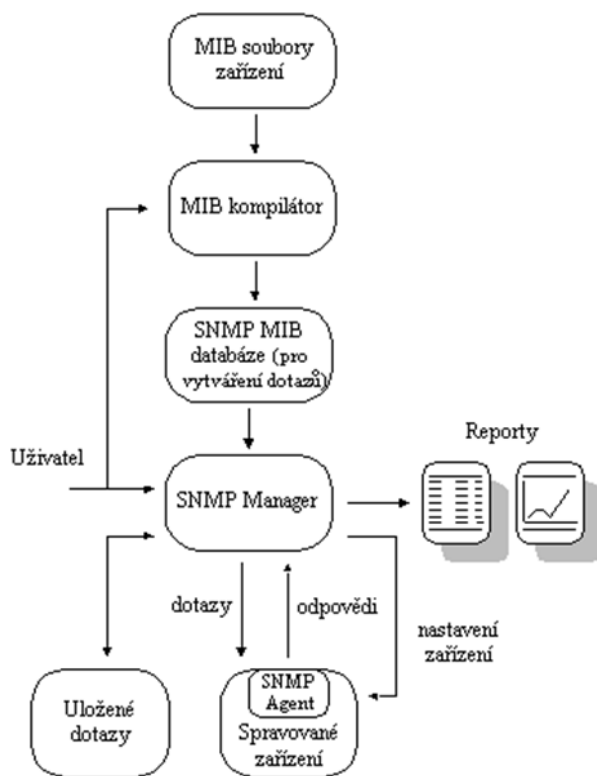 MIB soubory
zařízení
MIB kompilátor
SNMP MIB
databáze (pro
vytváření dotazů)
Reporty
Uživatel
SNMP Manager
dotazy
odpovědi
nastavení
zařízení
Uložené
dotazy
SNMP
Agent
Spravované
zařízení